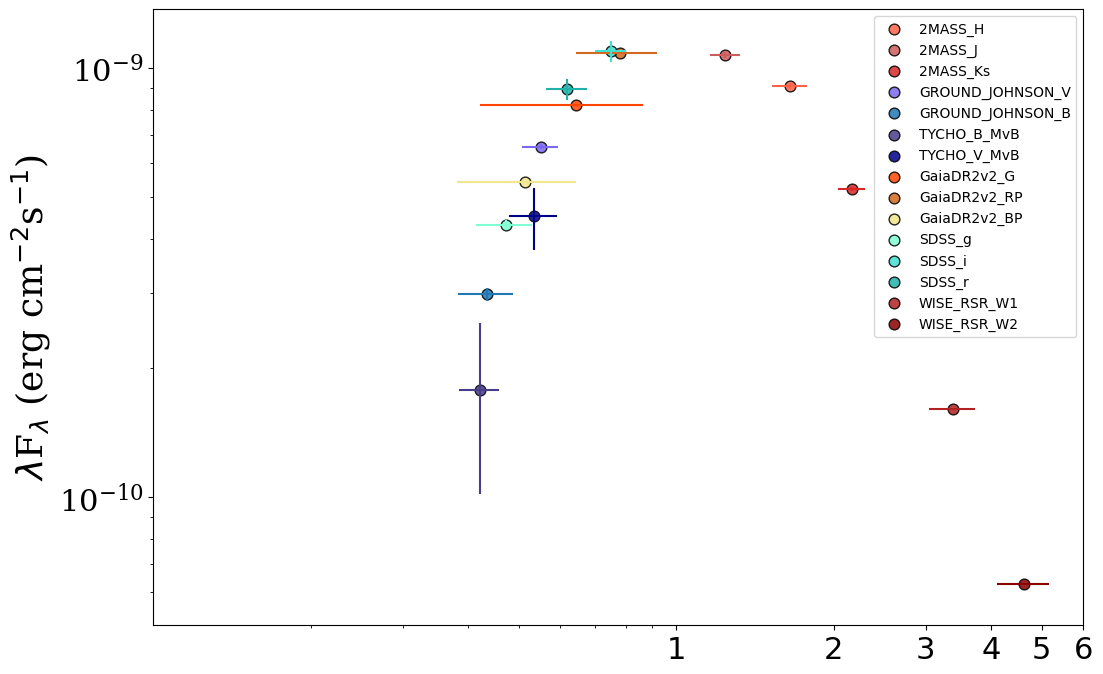 10⁻⁹
10⁻¹⁰
λF_λ (erg cm⁻²s⁻¹)
2MASS_H
2MASS_J
2MASS_Ks
GROUND_JOHNSON_V
GROUND_JOHNSON_B
TYCHO_B_MvB
TYCHO_V_MvB
GaiaDR2v2_G
GaiaDR2v2_RP
GaiaDR2v2_BP
SDSS_g
SDSS_i
SDSS_r
WISE_RSR_W1
WISE_RSR_W2
1 2 3 4 5 6